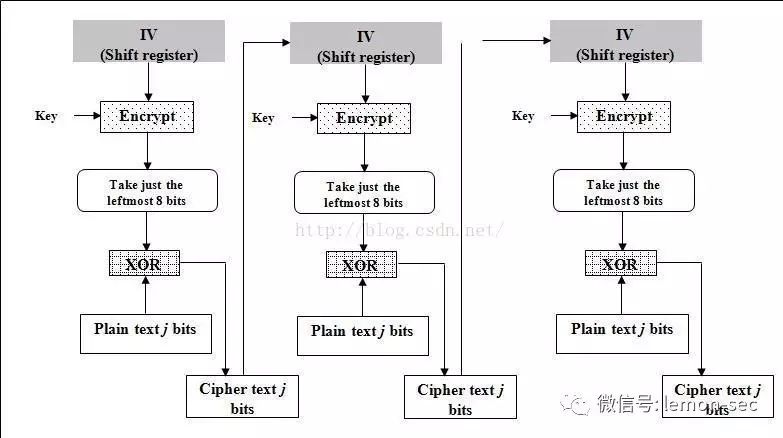 IV
(Shift register)
IV
(Shift register)
IV
(Shift register)
Key
Encrypt
Key
Encrypt
Key
Encrypt
Take just the
leftmost 8 bits
Take just the
leftmost 8 bits
Take just the
leftmost 8 bits
http://blog.csdn.net/
XOR
XOR
XOR
Plain text j bits
Plain text j bits
Plain text j bits
Cipher text j
bits
Cipher text j
bits
Cipher text j
bits
微信号: lemon-sec